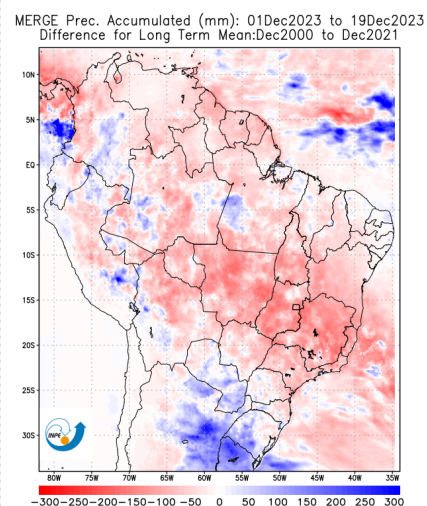 MERGE Prec. Accumulated (mm): 01Dec2023 to 19Dec2023
Difference for Long Term Mean:Dec2000 to Dec2021
10N
5N
EQ
5S
10S
15S
20S
25S
30S
INPE
80W 75W 70W 65W 60W 55W 50W 45W 40W 35W
-300-250-200-150-100 -50 0 50 100 150 200 250 300